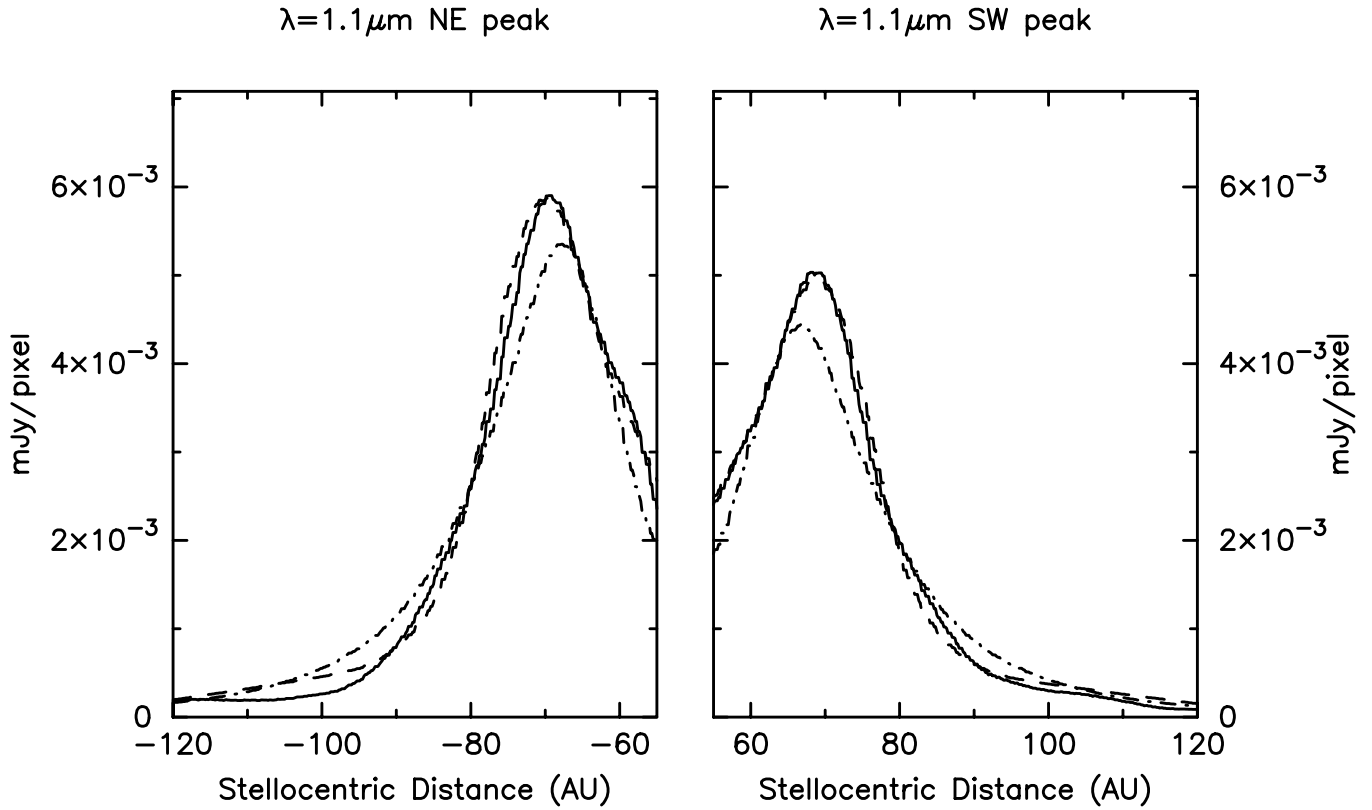 λ=1.1μm NE peak
λ=1.1μm SW peak
6×10⁻³
4×10⁻³
2×10⁻³
0
mJy/pixel
−120
−100
−80
−60
Stellocentric Distance (AU)
60
80
100
120
Stellocentric Distance (AU)
6×10⁻³
4×10⁻³
2×10⁻³
0
mJy/pixel